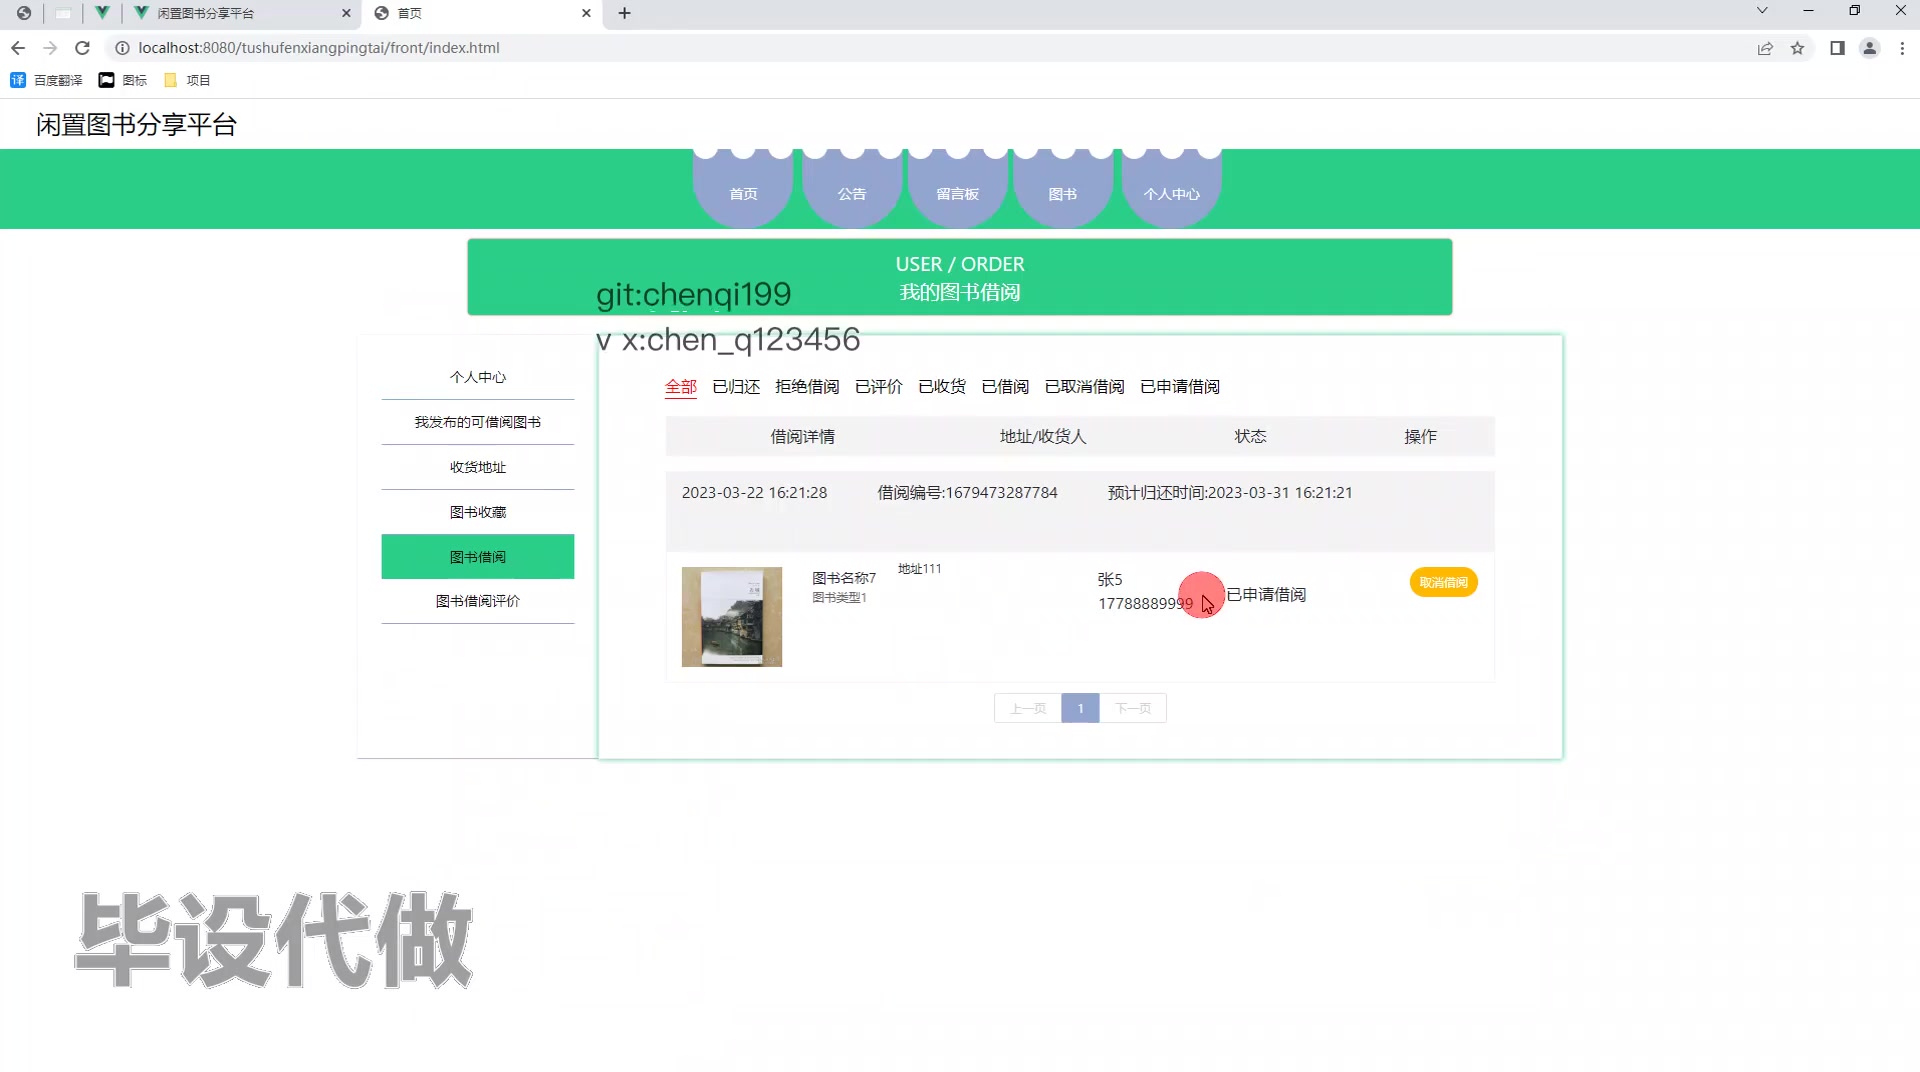 闲置图书分享平台
首页
localhost:8080/tushufenxiangpingtai/front/index.html
译 百度翻译 图标 项目
闲置图书分享平台
首页 公告 留言板 图书 个人中心
USER / ORDER
我的图书借阅
git:chenqi199
v x:chen_q123456
个人中心
我发布的可借阅图书
收货地址
图书收藏
图书借阅
图书借阅评价
全部 已归还 拒绝借阅 已评价 已收货 已借阅 已取消借阅 已申请借阅
借阅详情 地址/收货人 状态 操作
2023-03-22 16:21:28 借阅编号:1679473287784 预计归还时间:2023-03-31 16:21:21
图书名称7
图书类型1
地址111
张5
17788889999
已申请借阅
取消借阅
上一页 1 下一页
毕设代做